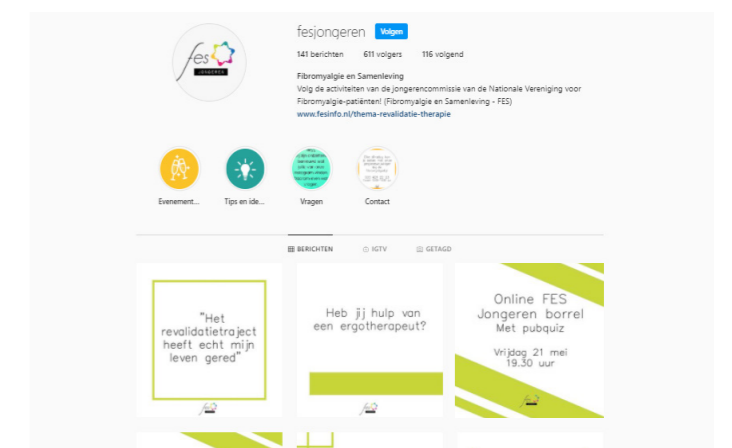 fes
JONGEREN
fesjongeren Volgen
141 berichten 611 volgers 116 volgend
Fibromyalgie en Samenleving
Volg de activiteiten van de jongerencommissie van de Nationale Vereniging voor
Fibromyalgie-patiënten! (Fibromyalgie en Samenleving - FES)
www.fesinfo.nl/thema-revalidatie-therapie
Evenement... Tips en ide... Vragen Contact
BERICHTEN IGTV GETAGD
"Het
revalidatietraject
heeft echt mijn
leven gered"
fes
Heb jij hulp van
een ergotherapeut?
fes
Online FES
Jongeren borrel
Met pubquiz
Vrijdag 21 mei
19.30 uur
fes